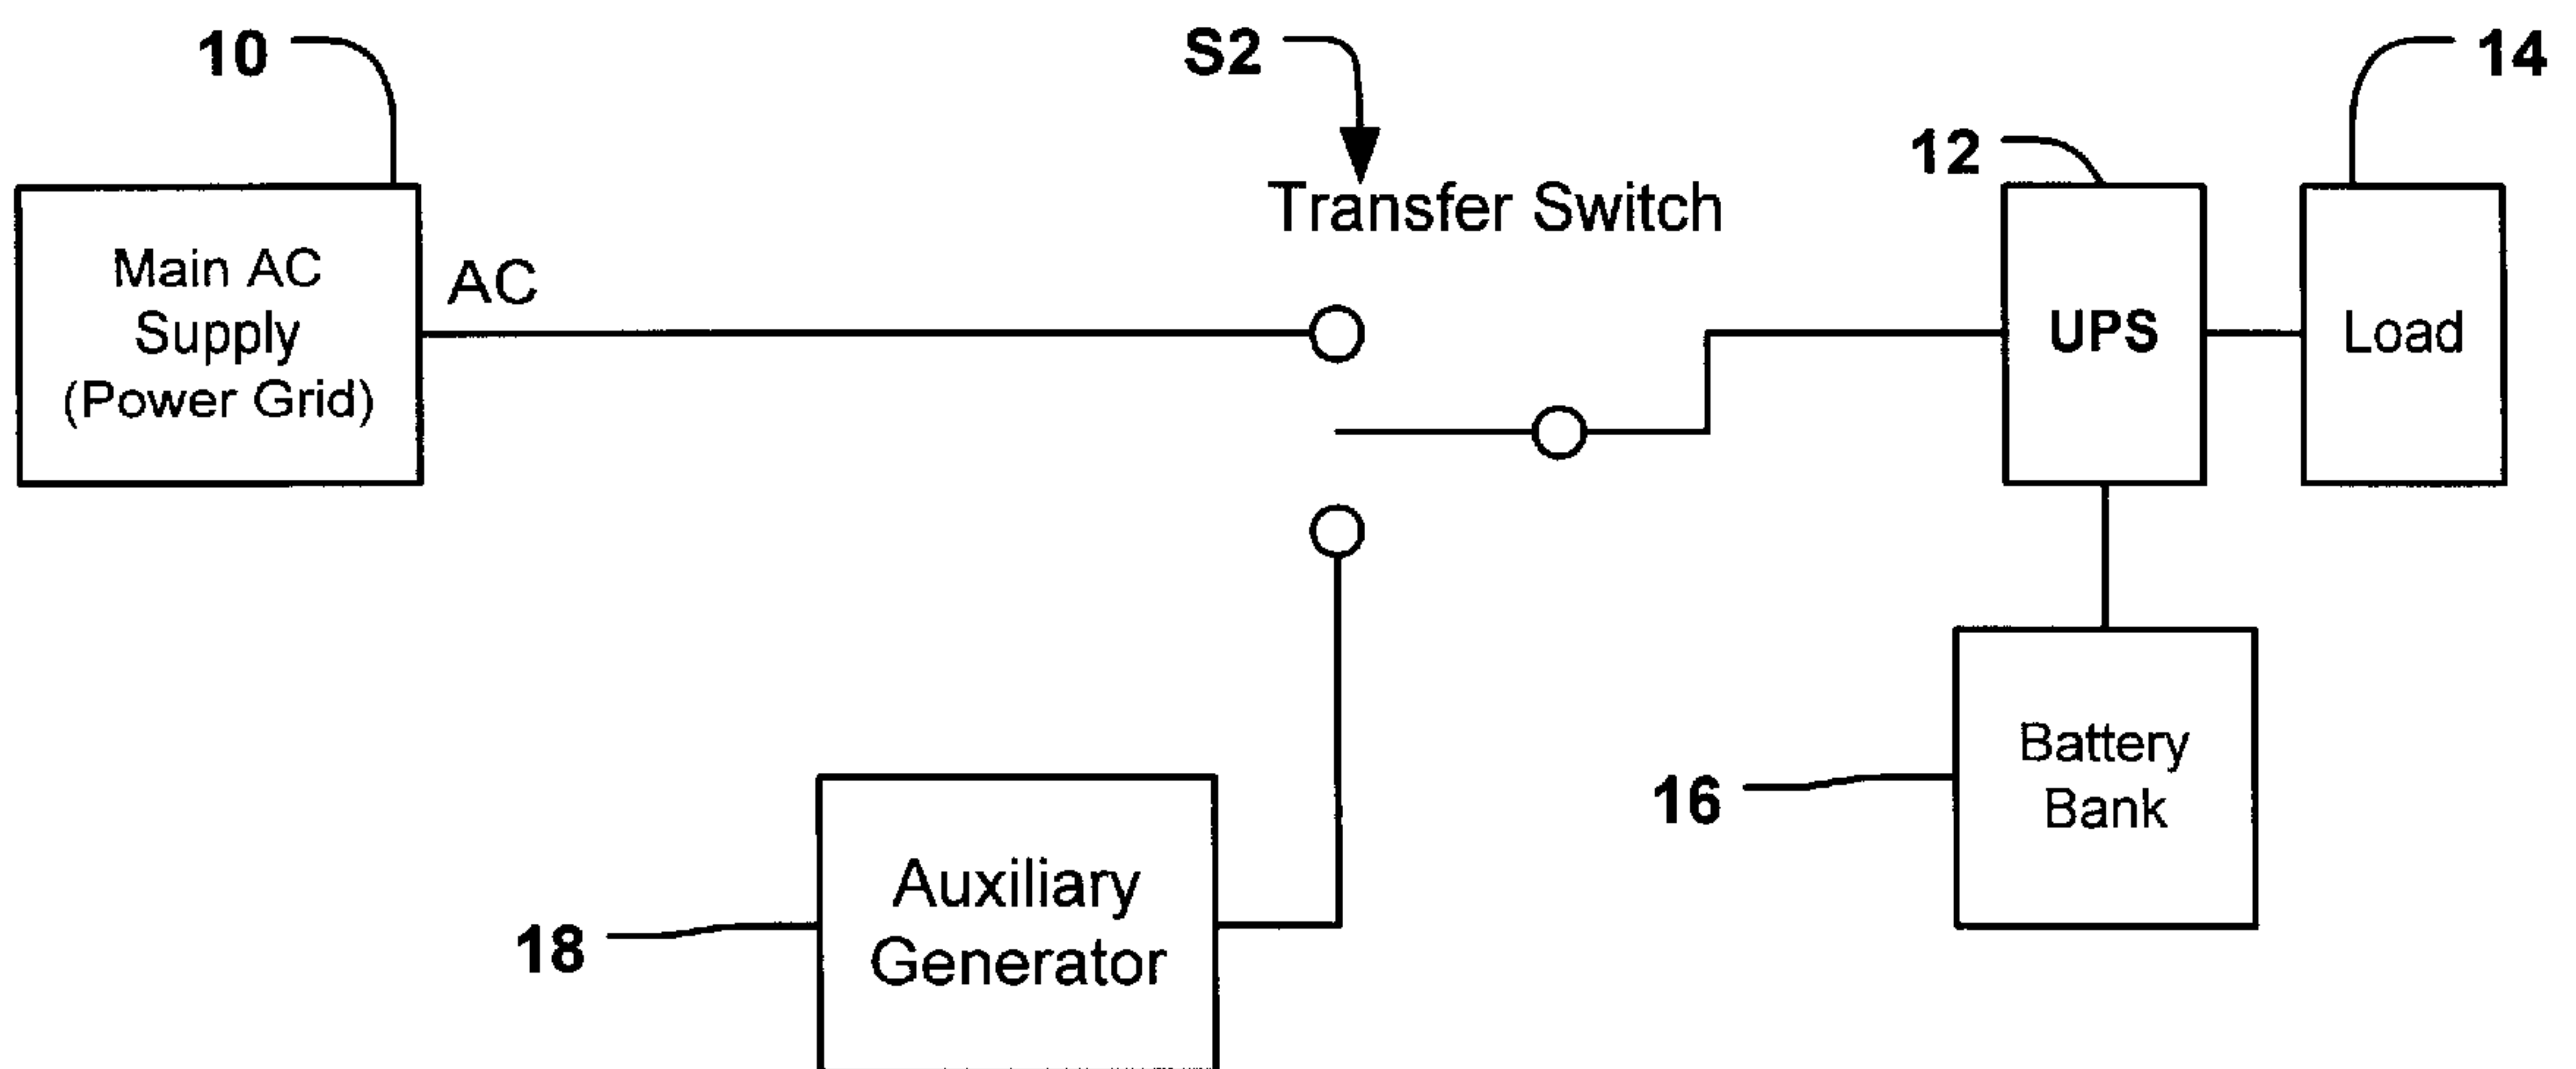 10
S2
14
12
Transfer Switch
Main AC
Supply
(Power Grid)
AC
UPS
Load
Battery
Bank
16
Auxiliary
Generator
18